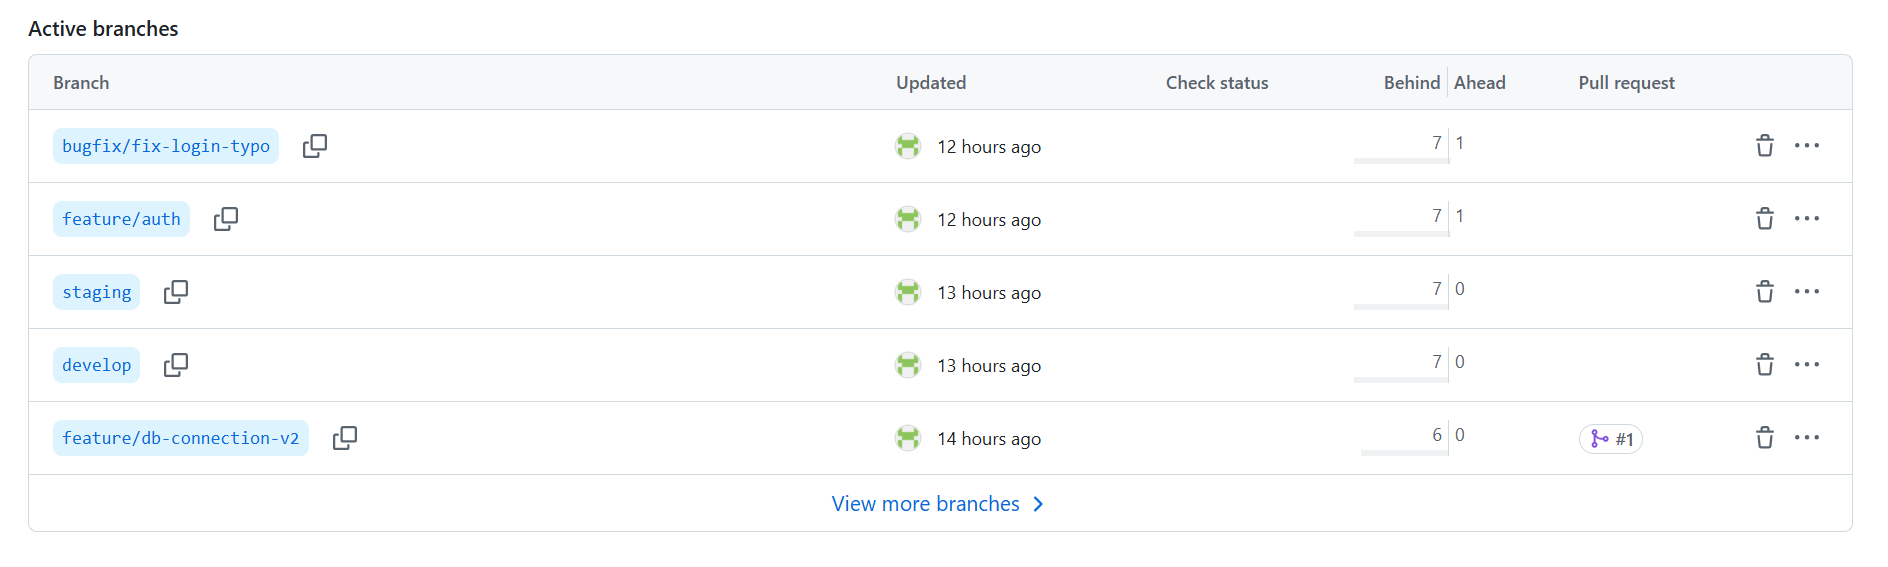 Active branches
Branch Updated Check status Behind Ahead Pull request
bugfix/fix-login-typo 12 hours ago 7 1
feature/auth 12 hours ago 7 1
staging 13 hours ago 7 0
develop 13 hours ago 7 0
feature/db-connection-v2 14 hours ago 6 0 #1
View more branches